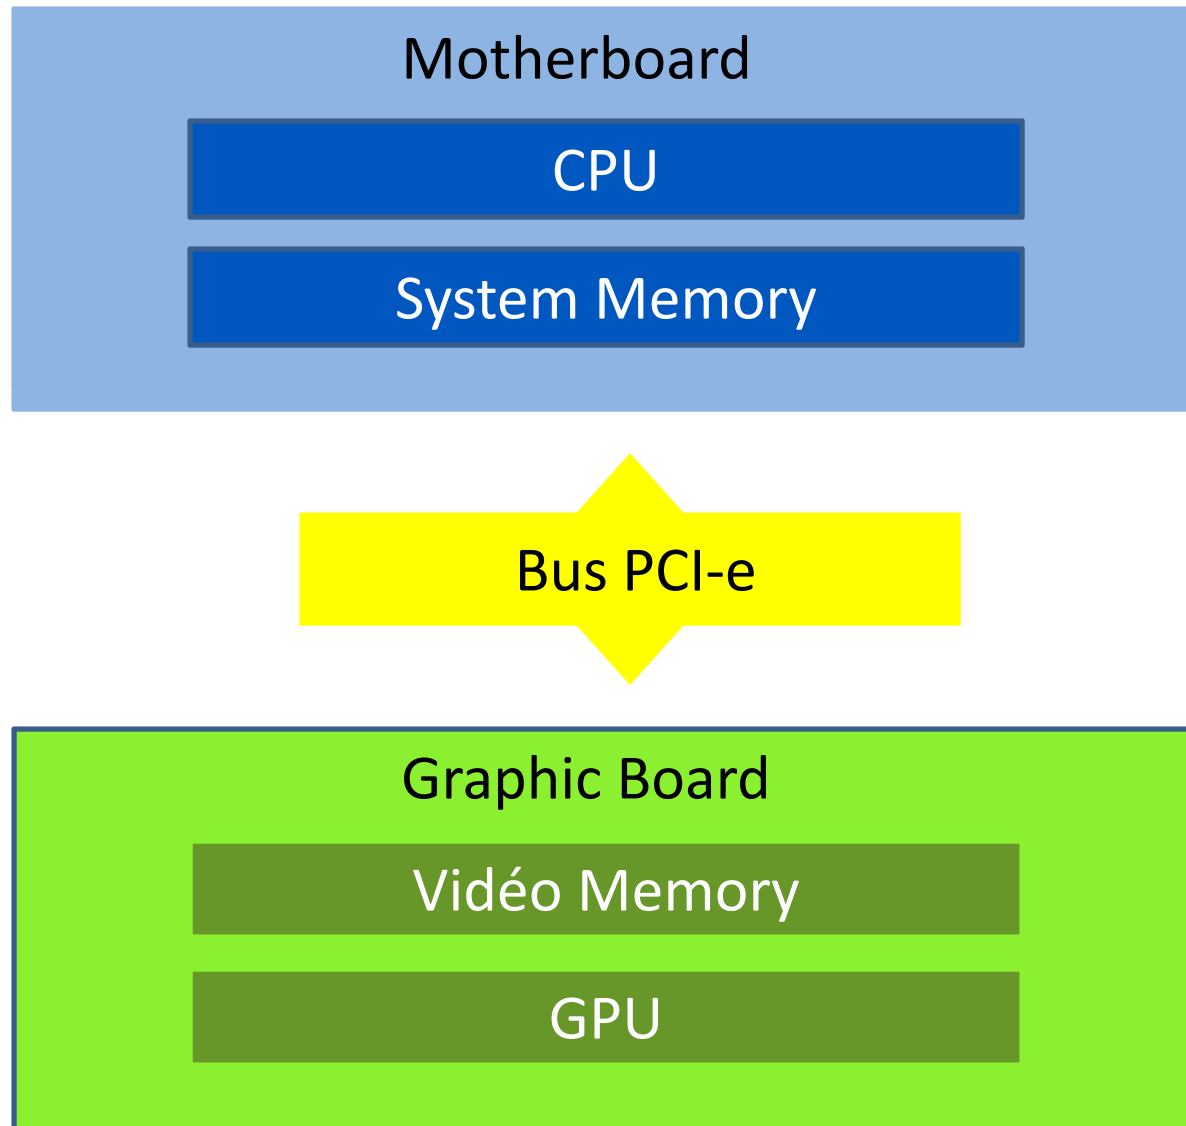 Motherboard
CPU
System Memory
Bus PCI-e
Graphic Board
Vidéo Memory
GPU